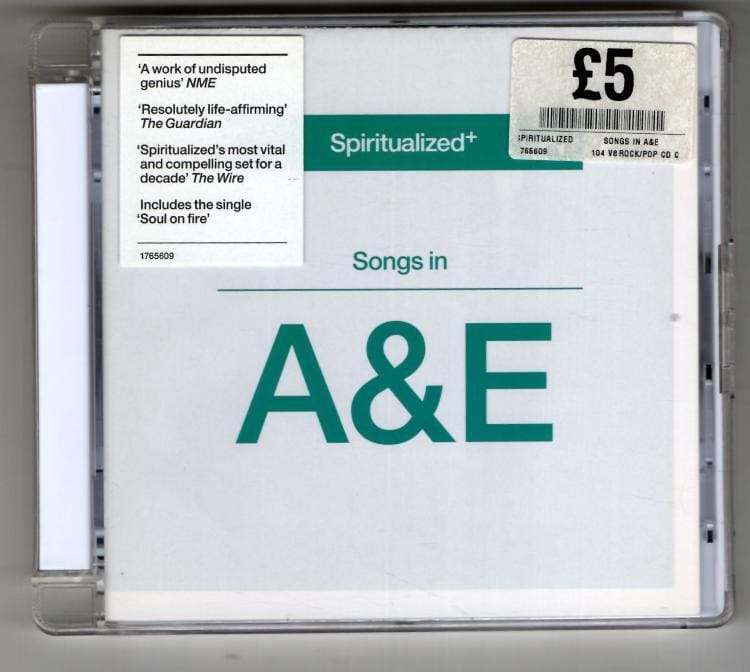 ‘A work of undisputed
genius’ NME
‘Resolutely life-affirming’
The Guardian
‘Spiritualized’s most vital
and compelling set for a
decade’ The Wire
Includes the single
‘Soul on fire’
1765609
£5
SPIRITUALIZED SONGS IN A&E
765609 104 V8 ROCK/POP CD C
Spiritualized+
Songs in
A&E